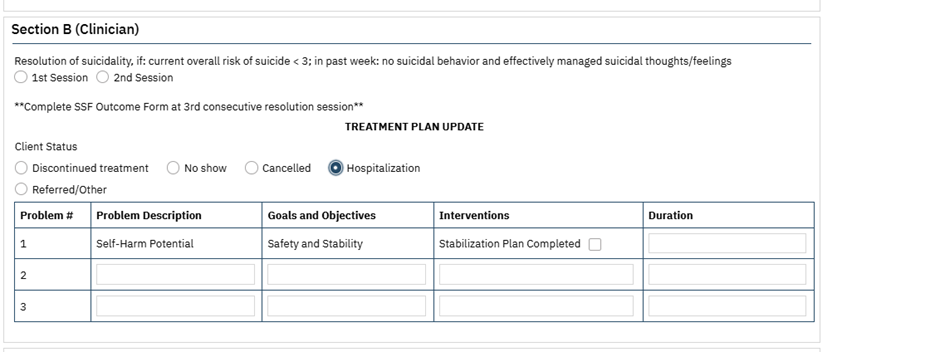 Section B (Clinician)
Resolution of suicidality, if: current overall risk of suicide < 3; in past week: no suicidal behavior and effectively managed suicidal thoughts/feelings
1st Session 2nd Session
**Complete SSF Outcome Form at 3rd consecutive resolution session**
TREATMENT PLAN UPDATE
Client Status
Discontinued treatment No show Cancelled Hospitalization
Referred/Other
Problem # Problem Description Goals and Objectives Interventions Duration
1 Self-Harm Potential Safety and Stability Stabilization Plan Completed
2
3